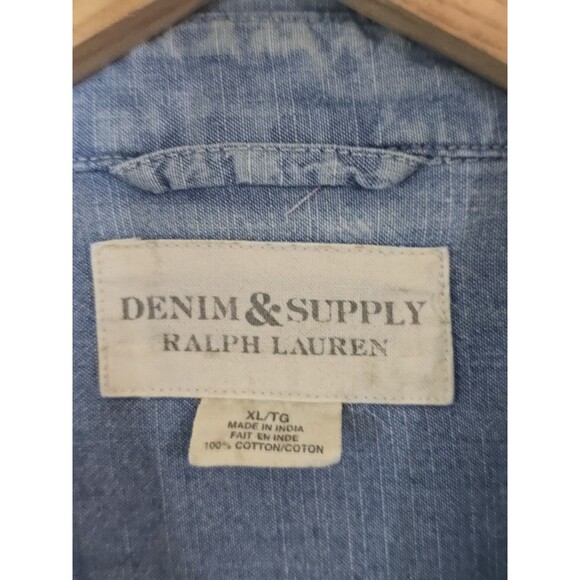 DENIM & SUPPLY
RALPH LAUREN
XL/TG
MADE IN INDIA
FAIT EN INDE
100% COTTON/COTON